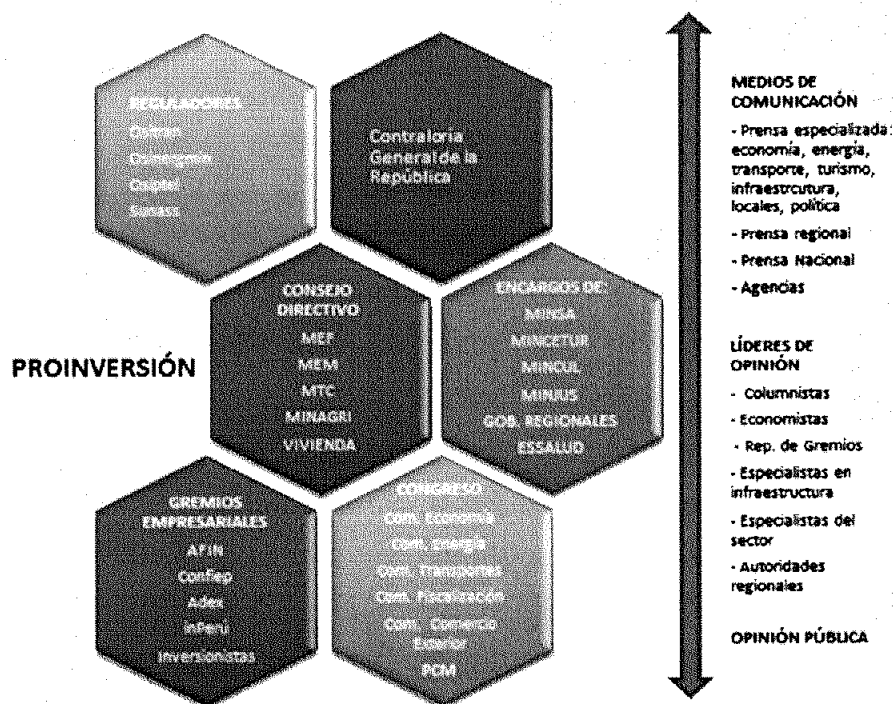 REGULADORES
Ositran
Osinergmin
Osiptel
Sunass
Contraloría
General de la
República
CONSEJO
DIRECTIVO
MEF
MEM
MTC
MINAGRI
VIVIENDA
ENCARGOS DE:
MINSA
MINCETUR
MINCUL
MINJUS
GOB. REGIONALES
ESSALUD
PROINVERSIÓN
GREMIOS
EMPRESARIALES
AFIN
Confiep
Adex
inPerú
Inversionistas
CONGRESO
Com. Economía
Com. Energía
Com. Transportes
Com. Fiscalización
Com. Comercio
Exterior
PCM
MEDIOS DE
COMUNICACIÓN
- Prensa especializada:
economía, energía,
transporte, turismo,
infraestrcutura,
locales, política
- Prensa regional
- Prensa Nacional
- Agencias
LÍDERES DE
OPINIÓN
- Columnistas
- Economistas
- Rep. de Gremios
- Especialistas en
infraestructura
- Especialistas del
sector
- Autoridades
regionales
OPINIÓN PÚBLICA